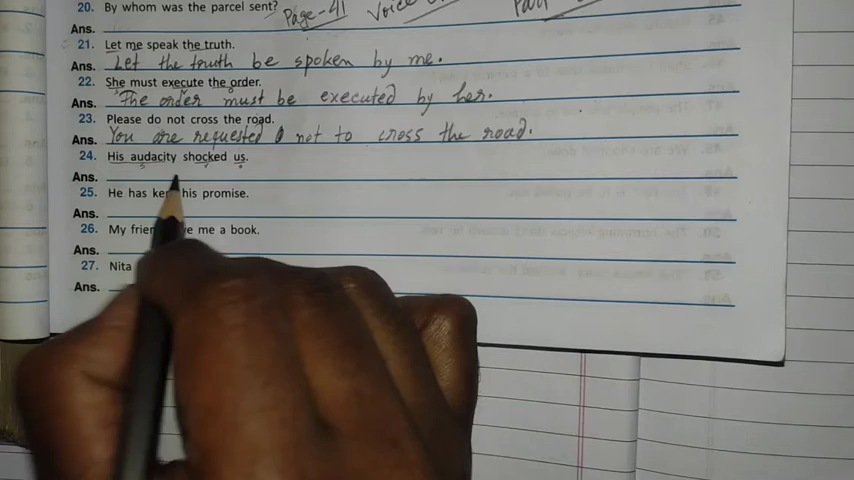 20. By whom was the parcel sent? Page-41 Voice
Ans.
21. Let me speak the truth.
Ans. Let the truth be spoken by me.
22. She must execute the order.
Ans. The order must be executed by her.
23. Please do not cross the road.
Ans. You are requested not to cross the road.
24. His audacity shocked us.
Ans.
25. He has his promise.
Ans.
26. My me a book.
Ans.
27. Nita
Ans.